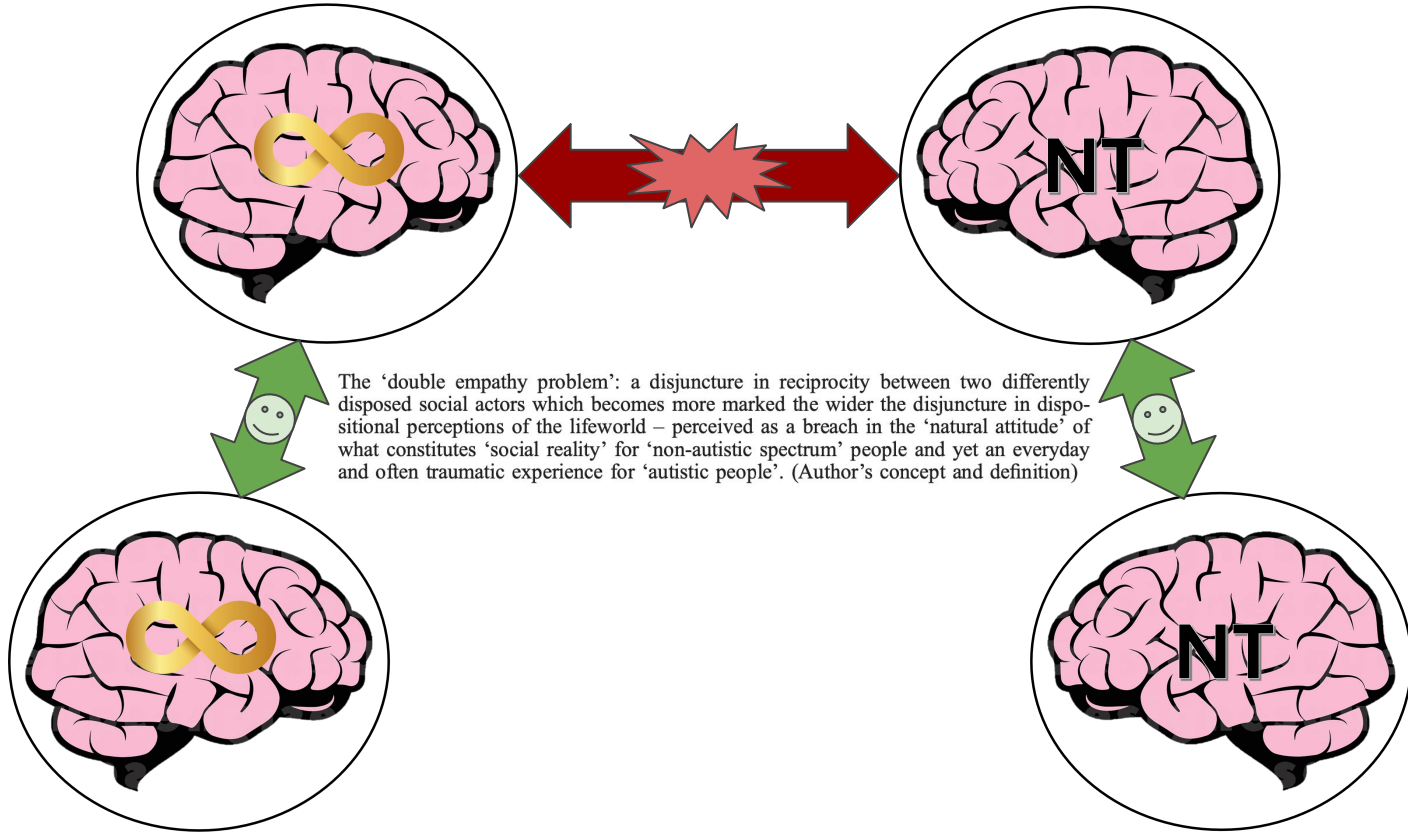 NT
The ‘double empathy problem’: a disjuncture in reciprocity between two differently
disposed social actors which becomes more marked the wider the disjuncture in dispo-
sitional perceptions of the lifeworld – perceived as a breach in the ‘natural attitude’ of
what constitutes ‘social reality’ for ‘non-autistic spectrum’ people and yet an everyday
and often traumatic experience for ‘autistic people’. (Author’s concept and definition)
NT